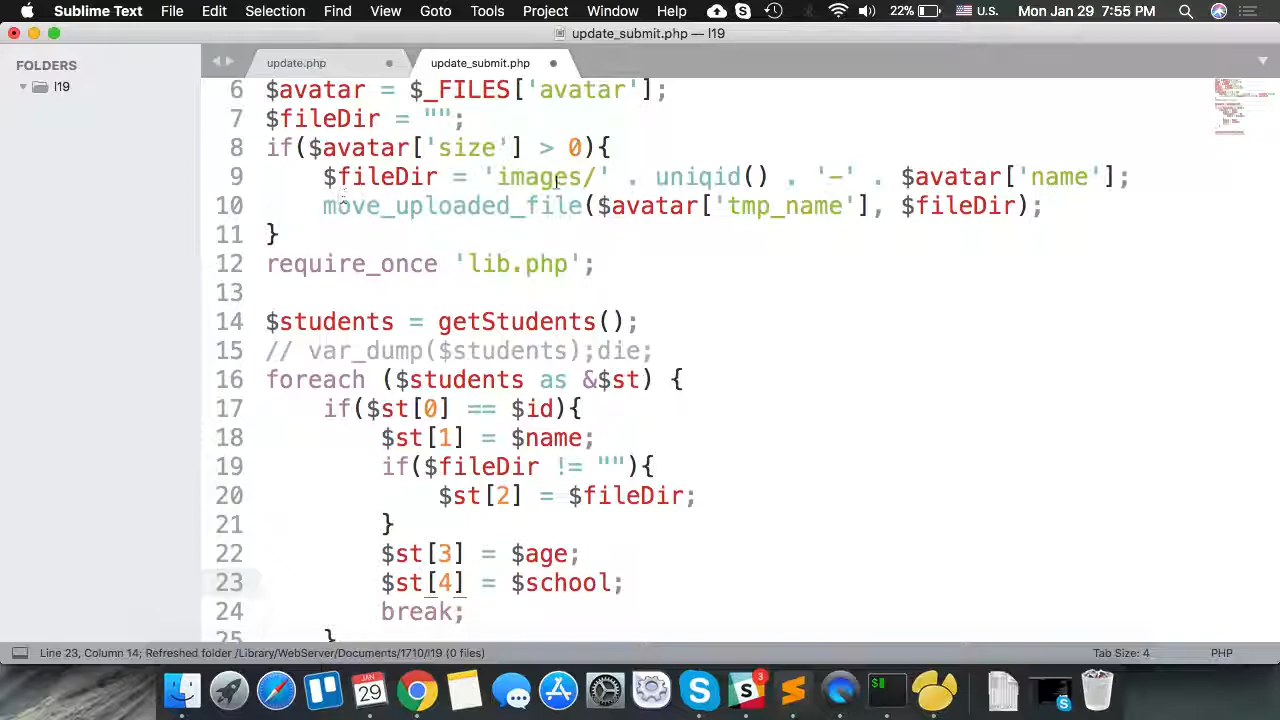 Sublime Text File Edit Selection Find View Goto Tools Project Window Help 22% U.S. Mon Jan 29 7:55 PM
update_submit.php — l19
FOLDERS
l19
update.php update_submit.php
6 $avatar = $_FILES['avatar'];
7 $fileDir = "";
8 if($avatar['size'] > 0){
9 $fileDir = 'images/' . uniqid() . '-' . $avatar['name'];
10 move_uploaded_file($avatar['tmp_name'], $fileDir);
11 }
12 require_once 'lib.php';
13
14 $students = getStudents();
15 // var_dump($students);die;
16 foreach ($students as &$st) {
17 if($st[0] == $id){
18 $st[1] = $name;
19 if($fileDir != ""){
20 $st[2] = $fileDir;
21 }
22 $st[3] = $age;
23 $st[4] = $school;
24 break;
25 }
Line 23, Column 14; Refreshed folder /Library/WebServer/Documents/1710/l19 (0 files) Tab Size: 4 PHP
JAN
29
3